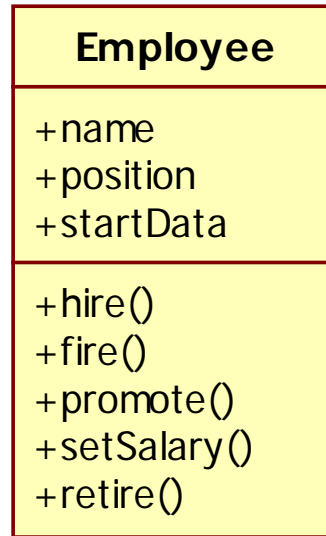 Employee
+name
+position
+startData
+hire()
+fire()
+promote()
+setSalary()
+retire()